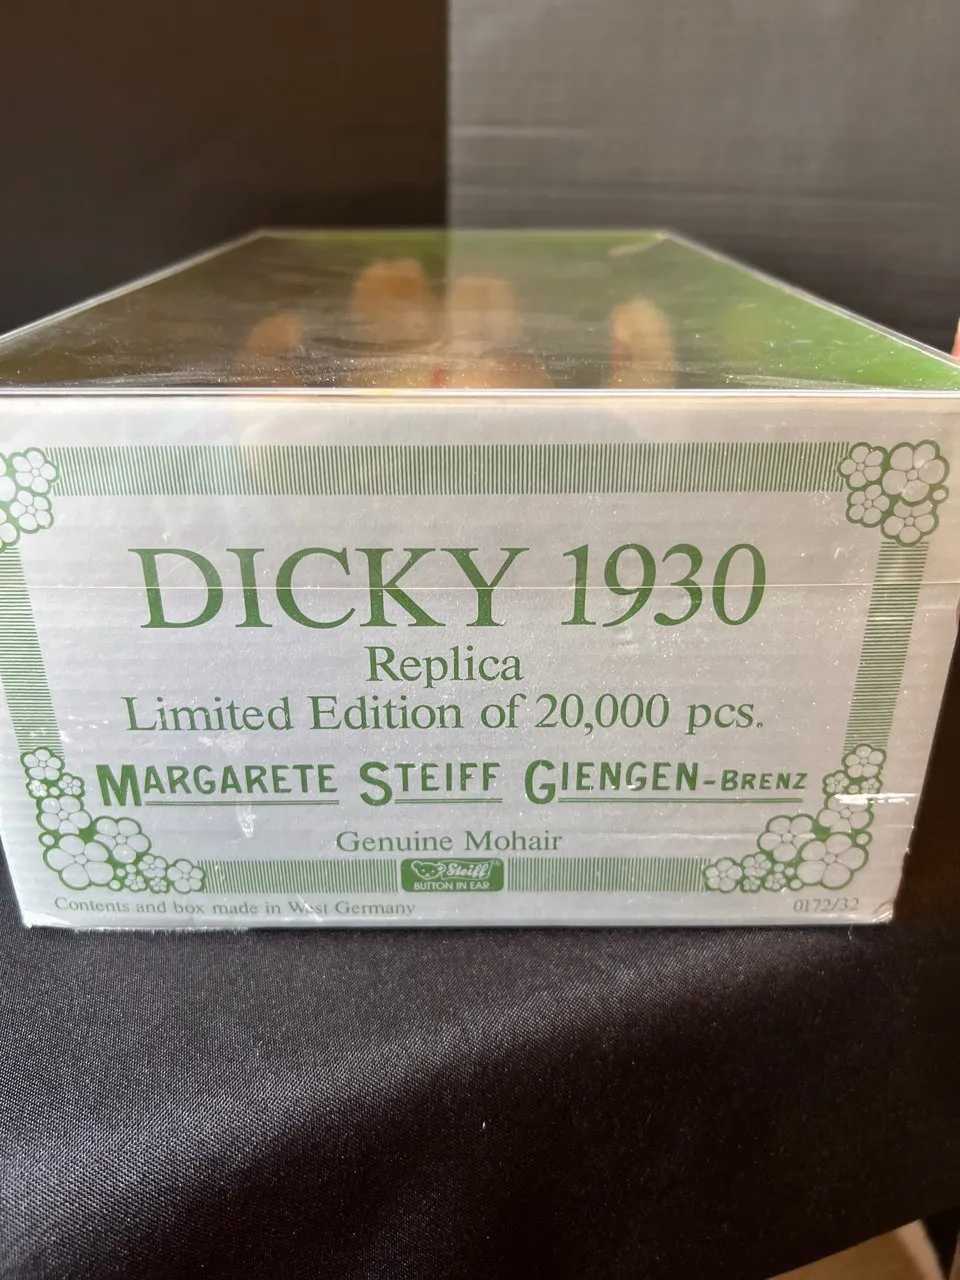 DICKY 1930
Replica
Limited Edition of 20,000 pcs.
MARGARETE STEIFF GIENGEN-BRENZ
Genuine Mohair
Steiff®
BUTTON IN EAR
Contents and box made in West Germany
0172/32